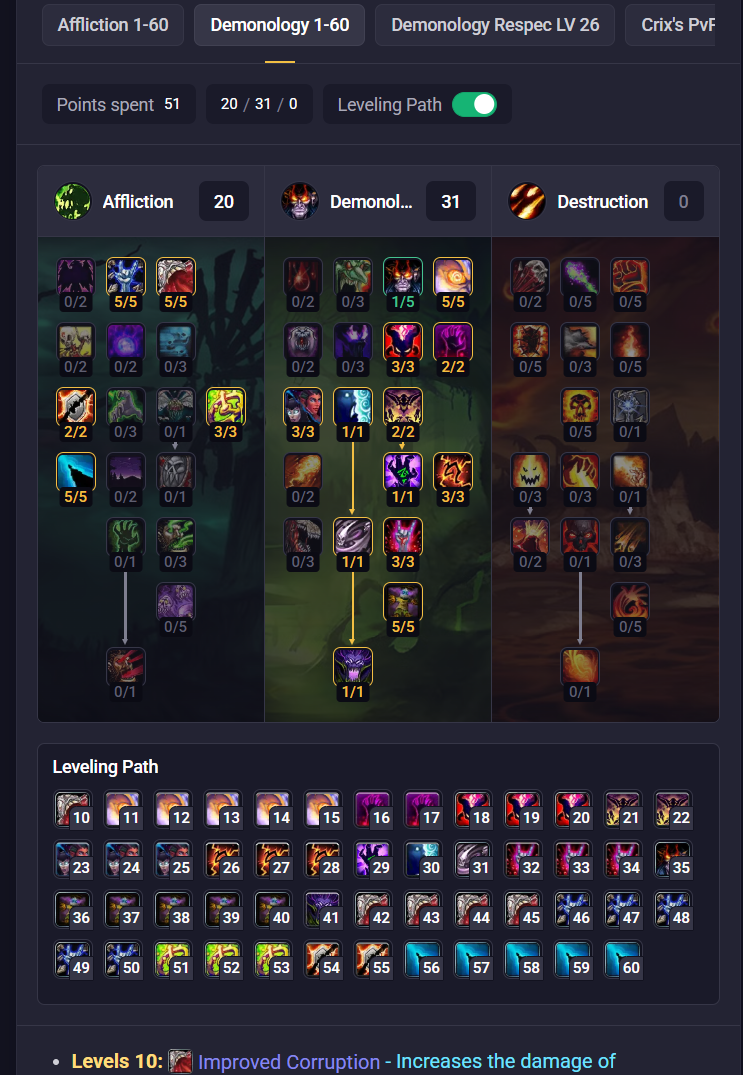 Affliction 1-60 Demonology 1-60 Demonology Respec LV 26 Crix's PvP
Points spent 51 20 / 31 / 0 Leveling Path
Affliction 20 Demonol... 31 Destruction 0
0/2 5/5 5/5 0/2 0/3 1/5 5/5 0/2 0/5 0/5
0/2 0/2 0/3 0/2 0/3 3/3 2/2 0/5 0/3 0/5
2/2 0/3 0/1 3/3 3/3 1/1 2/2 0/5 0/1
5/5 0/2 0/1 0/2 1/1 3/3 0/3 0/3 0/1
0/1 0/3 0/3 1/1 3/3 0/2 0/1 0/3
0/5 5/5 0/5
0/1 1/1 0/1
Leveling Path
10 11 12 13 14 15 16 17 18 19 20 21 22
23 24 25 26 27 28 29 30 31 32 33 34 35
36 37 38 39 40 41 42 43 44 45 46 47 48
49 50 51 52 53 54 55 56 57 58 59 60
• Levels 10: Improved Corruption - Increases the damage of